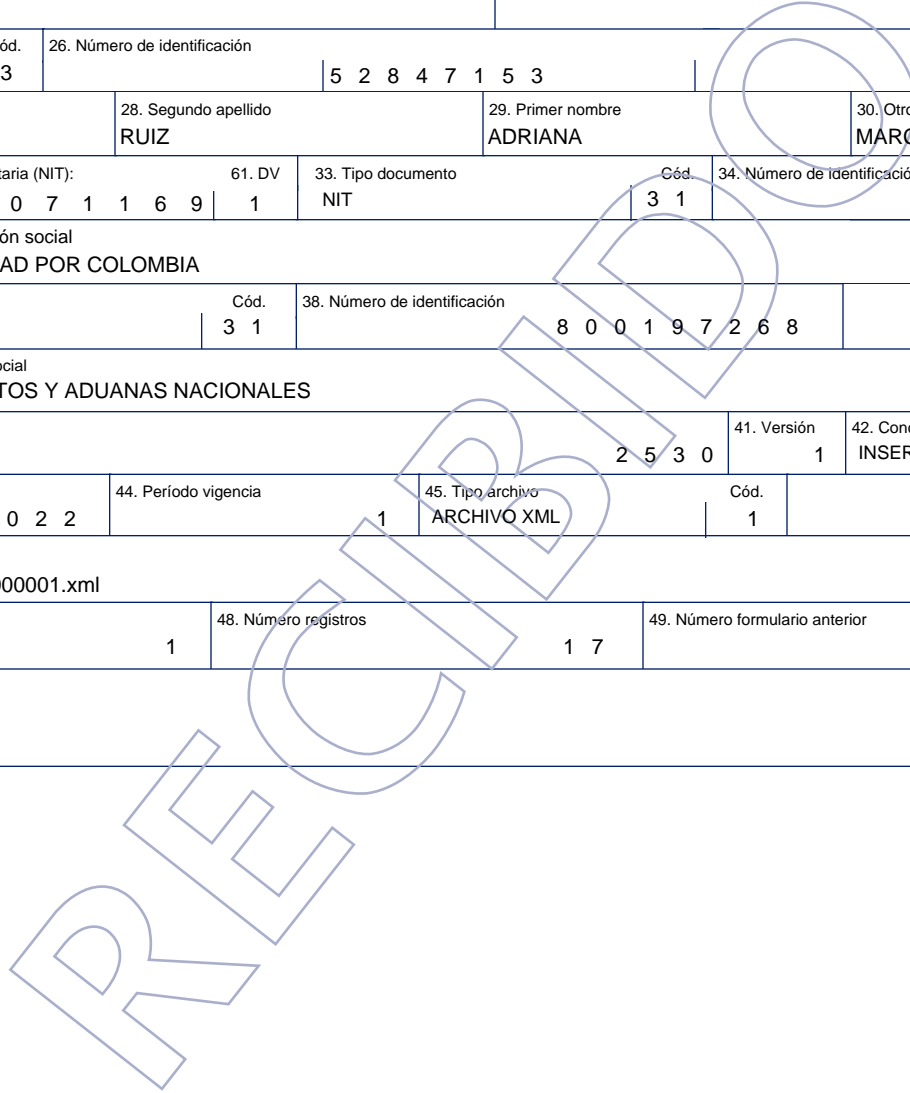 ód. 26. Número de identificación
3 5 2 8 4 7 1 5 3
28. Segundo apellido 29. Primer nombre 30. Otro
RUIZ ADRIANA MARC
taria (NIT): 61. DV 33. Tipo documento Cód. 34. Número de identificació
0 7 1 1 6 9 1 NIT 3 1
ón social
AD POR COLOMBIA
Cód. 38. Número de identificación
3 1 8 0 0 1 9 7 2 6 8
ocial
TOS Y ADUANAS NACIONALES
41. Versión 42. Conc
2 5 3 0 1 INSER
44. Período vigencia 45. Tipo archivo Cód.
0 2 2 1 ARCHIVO XML 1
000001.xml
48. Número registros 49. Número formulario anterior
1 1 7
RECIBIDO